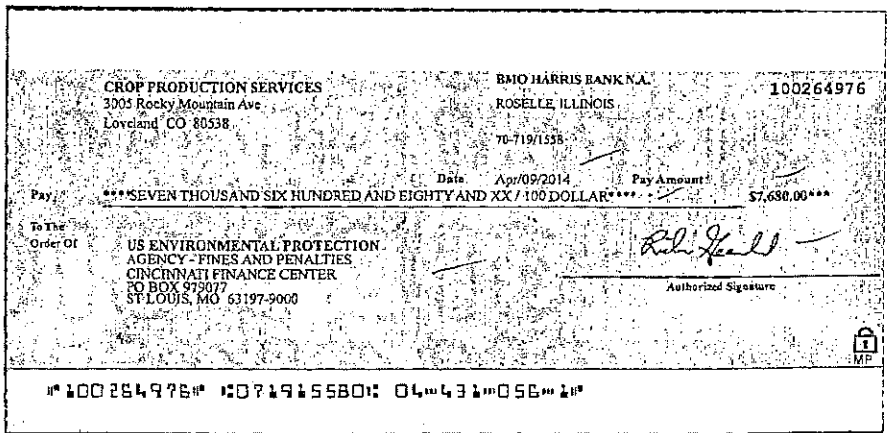 CROP PRODUCTION SERVICES
3005 Rocky Mountain Ave
Loveland CO 80538
BMO HARRIS BANK N.A.
ROSELLE, ILLINOIS
100264976
70-719/1558
Date Apr/09/2014 Pay Amount
Pay ****SEVEN THOUSAND SIX HUNDRED AND EIGHTY AND XX / 100 DOLLAR**** $7,680.00***
To The
Order Of
US ENVIRONMENTAL PROTECTION
AGENCY - FINES AND PENALTIES
CINCINNATI FINANCE CENTER
PO BOX 979077
ST LOUIS, MO 63197-9000
Authorized Signature
MP
⑈100264976⑈ ⑆071915580⑆ 04⑉431⑉056⑉1⑈